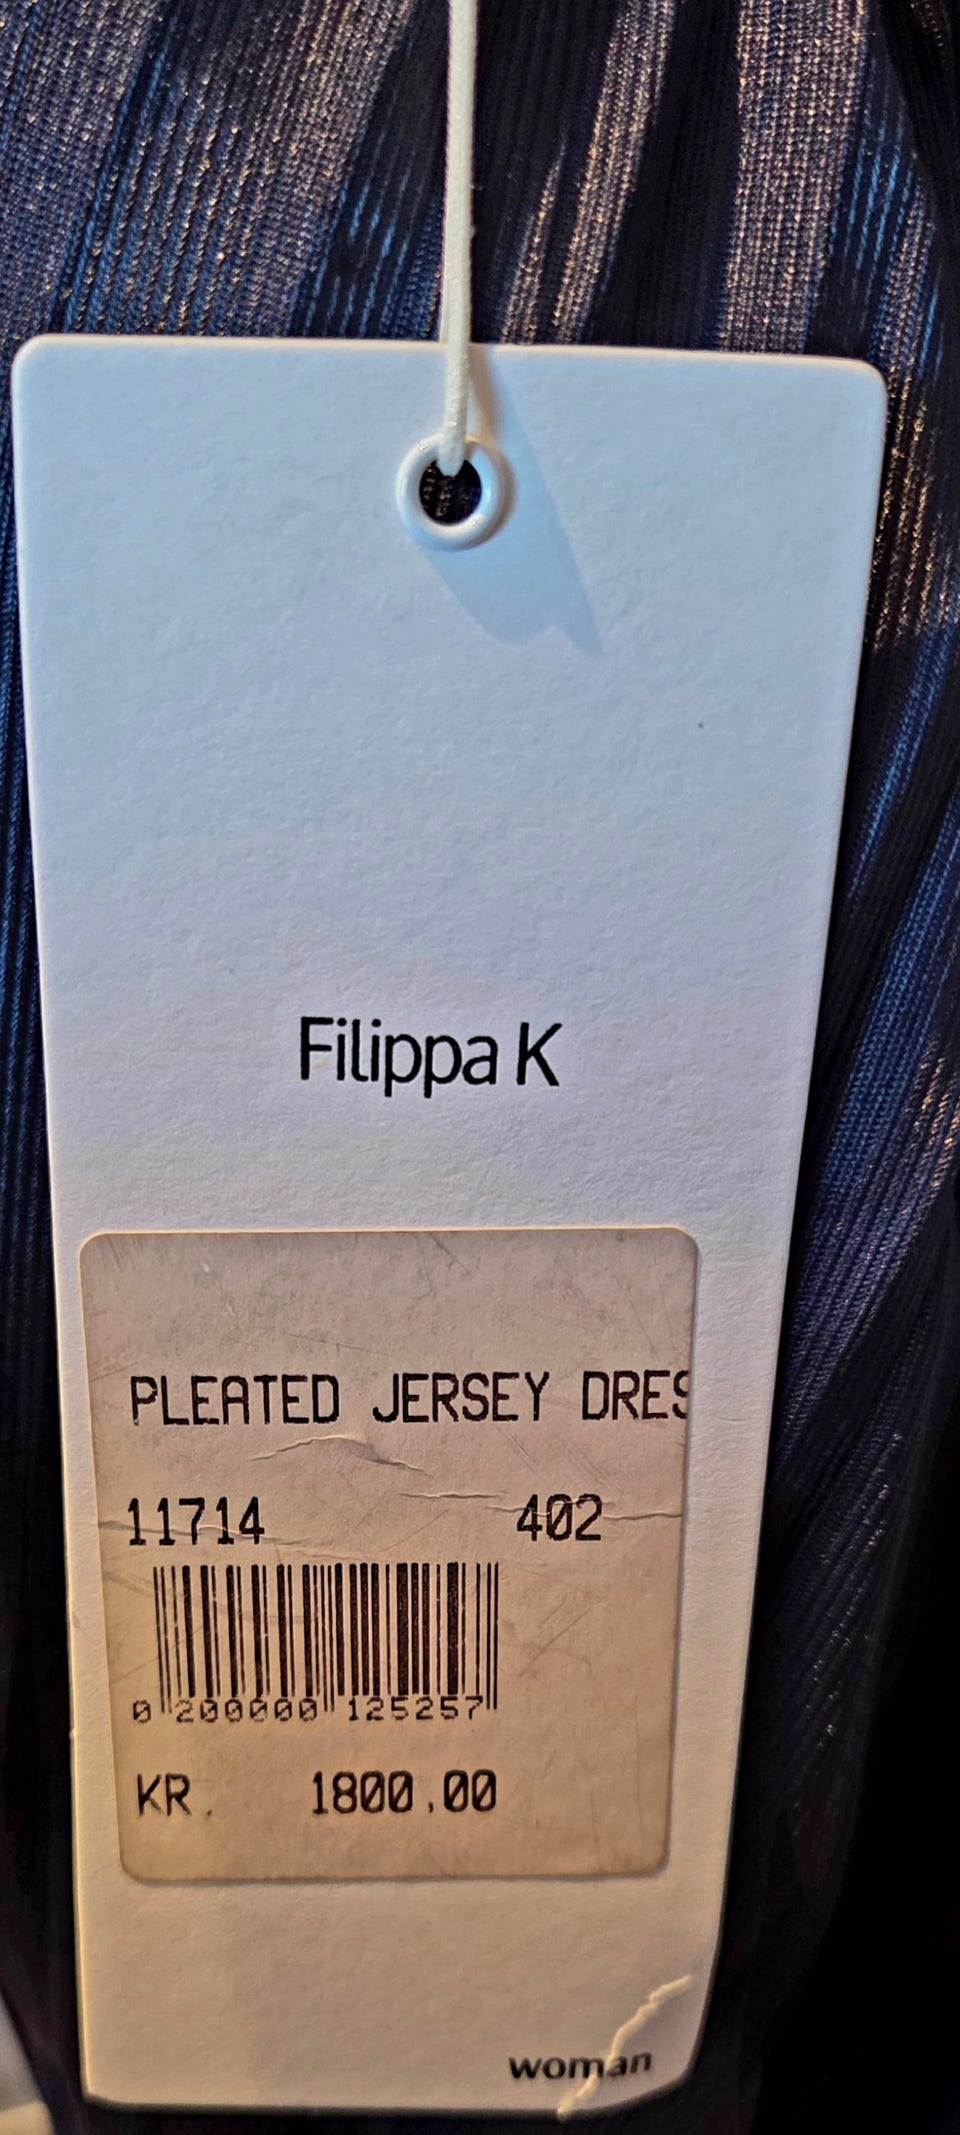 Filippa K
PLEATED JERSEY DRES
11714 402
0 200000 125257
KR. 1800.00
woman